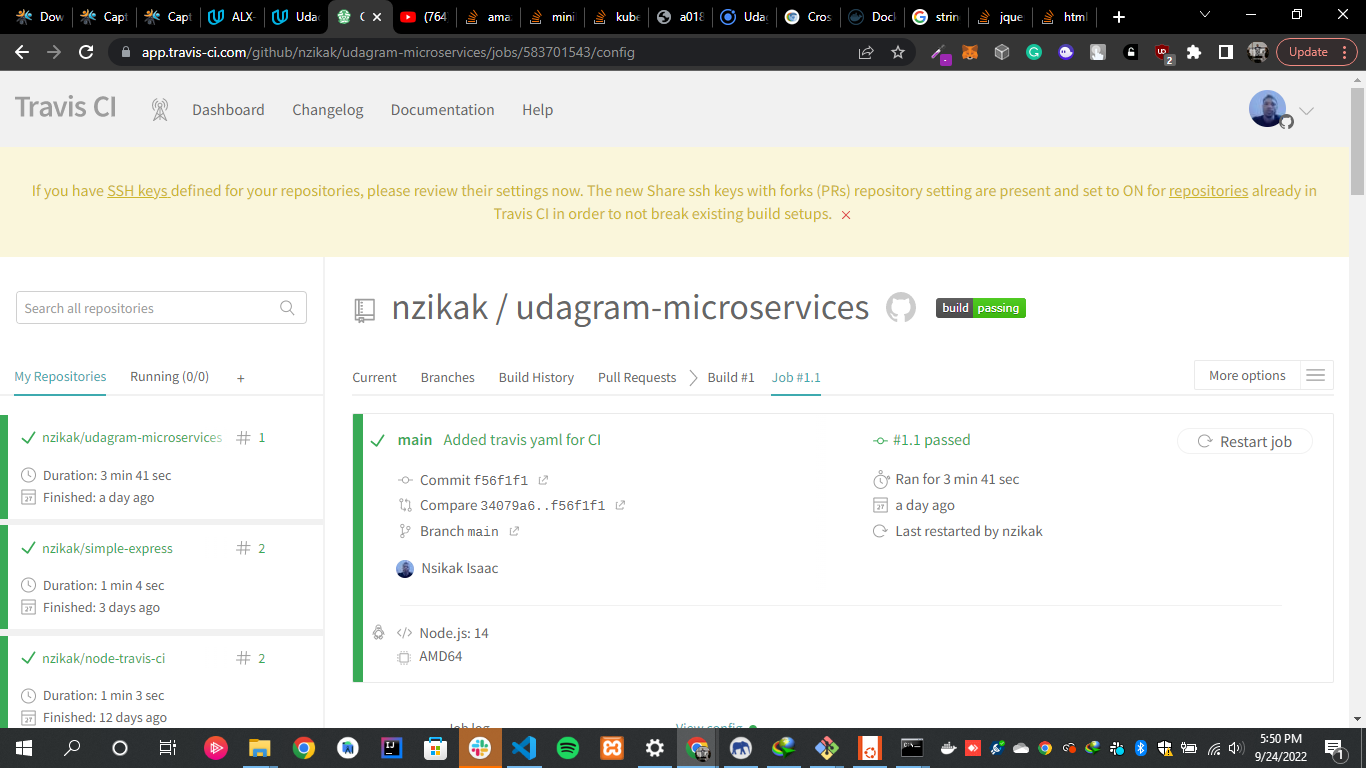 Dow
Capt
Capt
ALX-
Udac
(764
ama
mini
kube
a018
Udag
Cros
Dock
string
jque
html
app.travis-ci.com/github/nzikak/udagram-microservices/jobs/583701543/config
2
Update
Travis CI
Dashboard
Changelog
Documentation
Help
If you have SSH keys defined for your repositories, please review their settings now. The new Share ssh keys with forks (PRs) repository setting are present and set to ON for repositories already in
Travis CI in order to not break existing build setups.
Search all repositories
nzikak / udagram-microservices
build passing
My Repositories
Running (0/0)
+
Current
Branches
Build History
Pull Requests
Build #1
Job #1.1
More options
nzikak/udagram-microservices
# 1
Duration: 3 min 41 sec
Finished: a day ago
nzikak/simple-express
# 2
Duration: 1 min 4 sec
Finished: 3 days ago
nzikak/node-travis-ci
# 2
Duration: 1 min 3 sec
Finished: 12 days ago
main Added travis yaml for CI
#1.1 passed
Restart job
Commit f56f1f1
Ran for 3 min 41 sec
Compare 34079a6..f56f1f1
a day ago
Branch main
Last restarted by nzikak
Nsikak Isaac
Node.js: 14
AMD64
Job log
View config
5:50 PM
9/24/2022
1